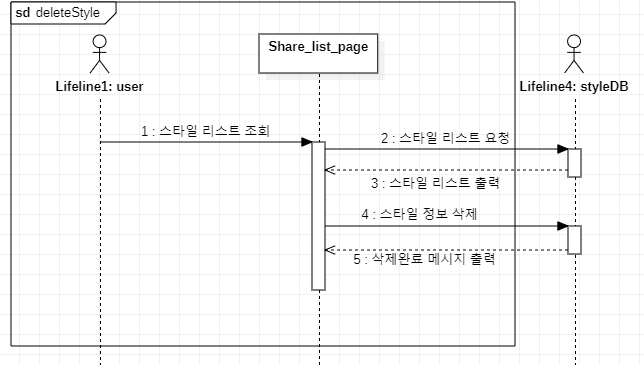 sd deleteStyle
Share_list_page
Lifeline1: user
Lifeline4: styleDB
1 : 스타일 리스트 조회
2 : 스타일 리스트 요청
3 : 스타일 리스트 출력
4 : 스타일 정보 삭제
5 : 삭제완료 메시지 출력